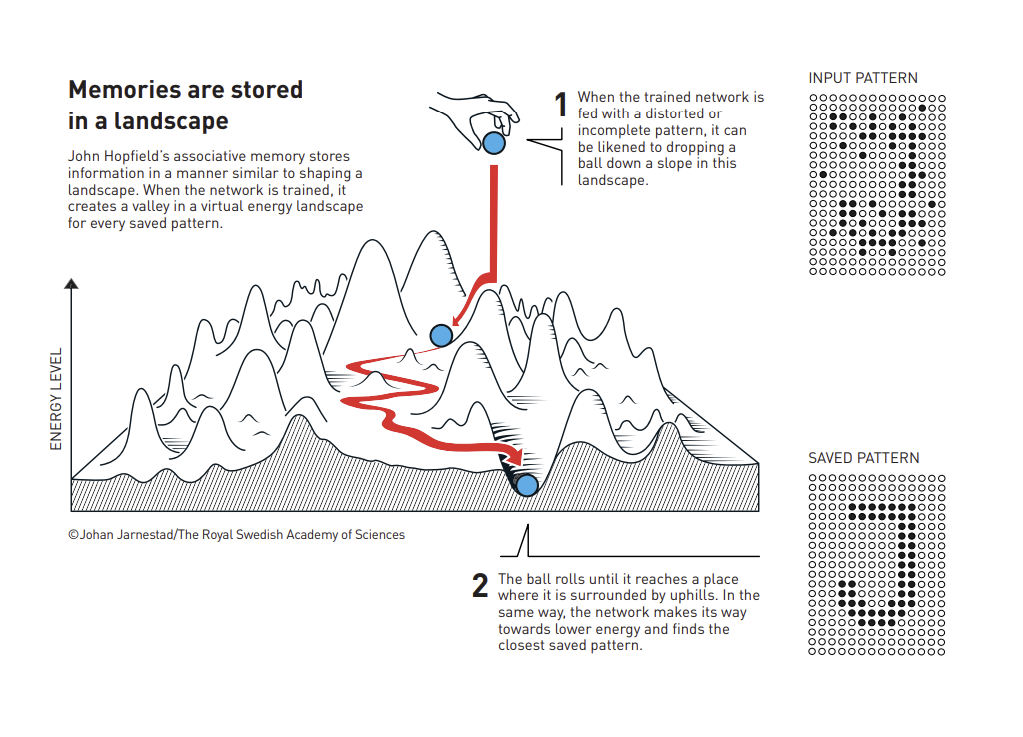 Memories are stored
in a landscape
John Hopfield's associative memory stores
information in a manner similar to shaping a
landscape. When the network is trained, it
creates a valley in a virtual energy landscape
for every saved pattern.
1
When the trained network is
fed with a distorted or
incomplete pattern, it can
be likened to dropping a
ball down a slope in this
landscape.
INPUT PATTERN
ENERGY LEVEL
SAVED PATTERN
©Johan Jarnestad/The Royal Swedish Academy of Sciences
2
The ball rolls until it reaches a place
where it is surrounded by uphills. In the
same way, the network makes its way
towards lower energy and finds the
closest saved pattern.